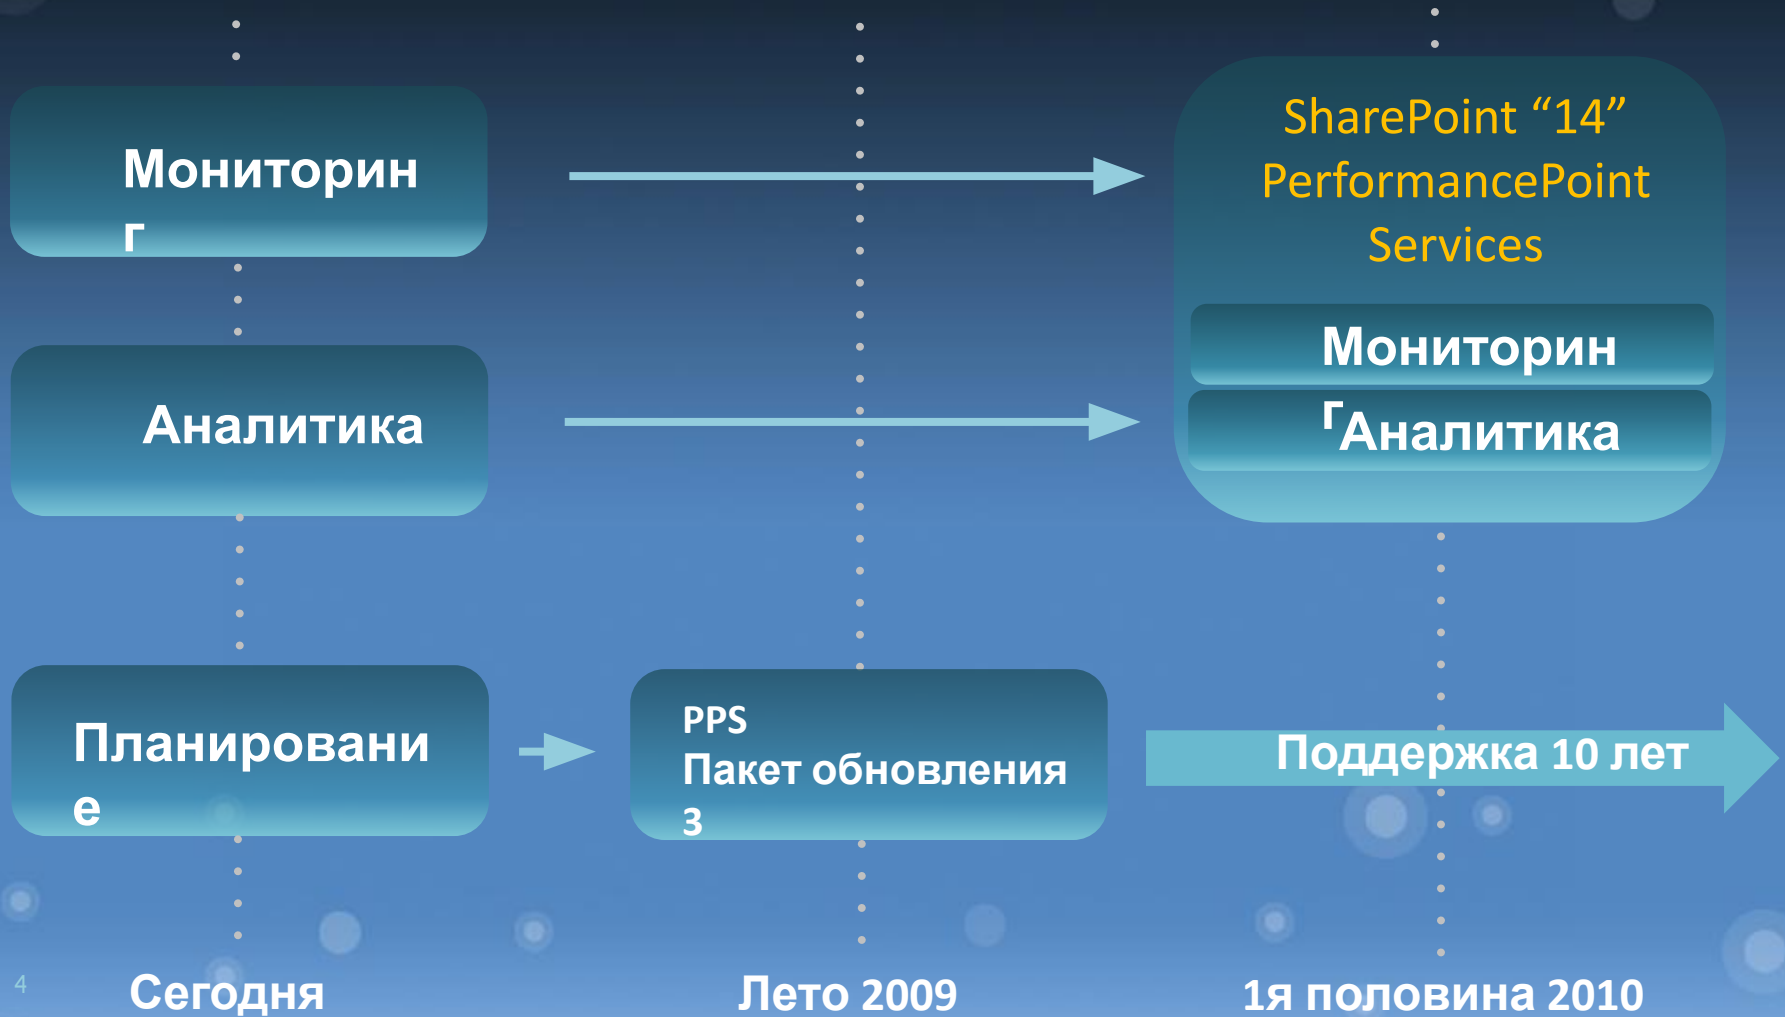 Мониторин
г
SharePoint “14”
PerformancePoint
Services
Мониторин
г
Аналитика
Аналитика
Планировани
е
PPS
Пакет обновления
3
Поддержка 10 лет
4
Сегодня
Лето 2009
1я половина 2010